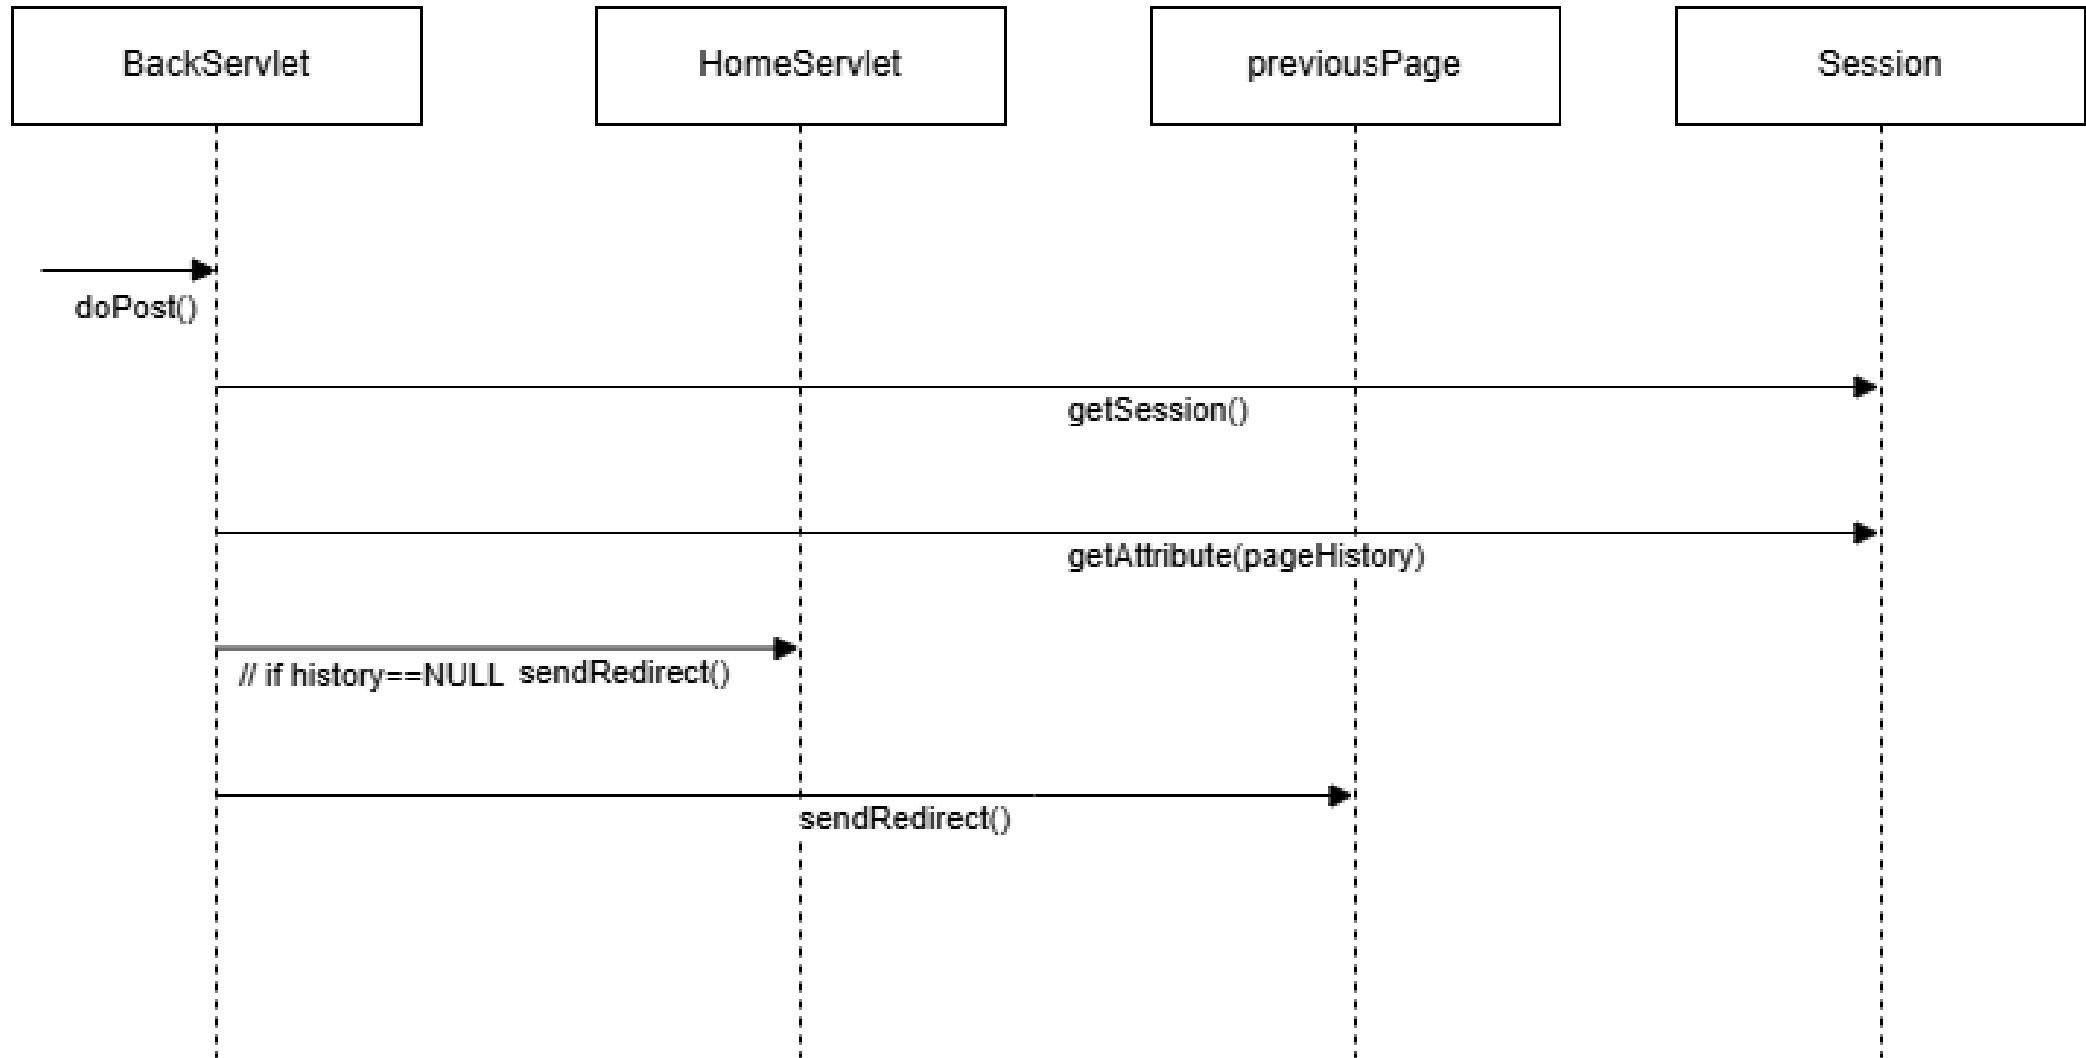 BackServlet
HomeServlet
previousPage
Session
doPost()
getSession()
getAttribute(pageHistory)
// if history==NULL sendRedirect()
sendRedirect()